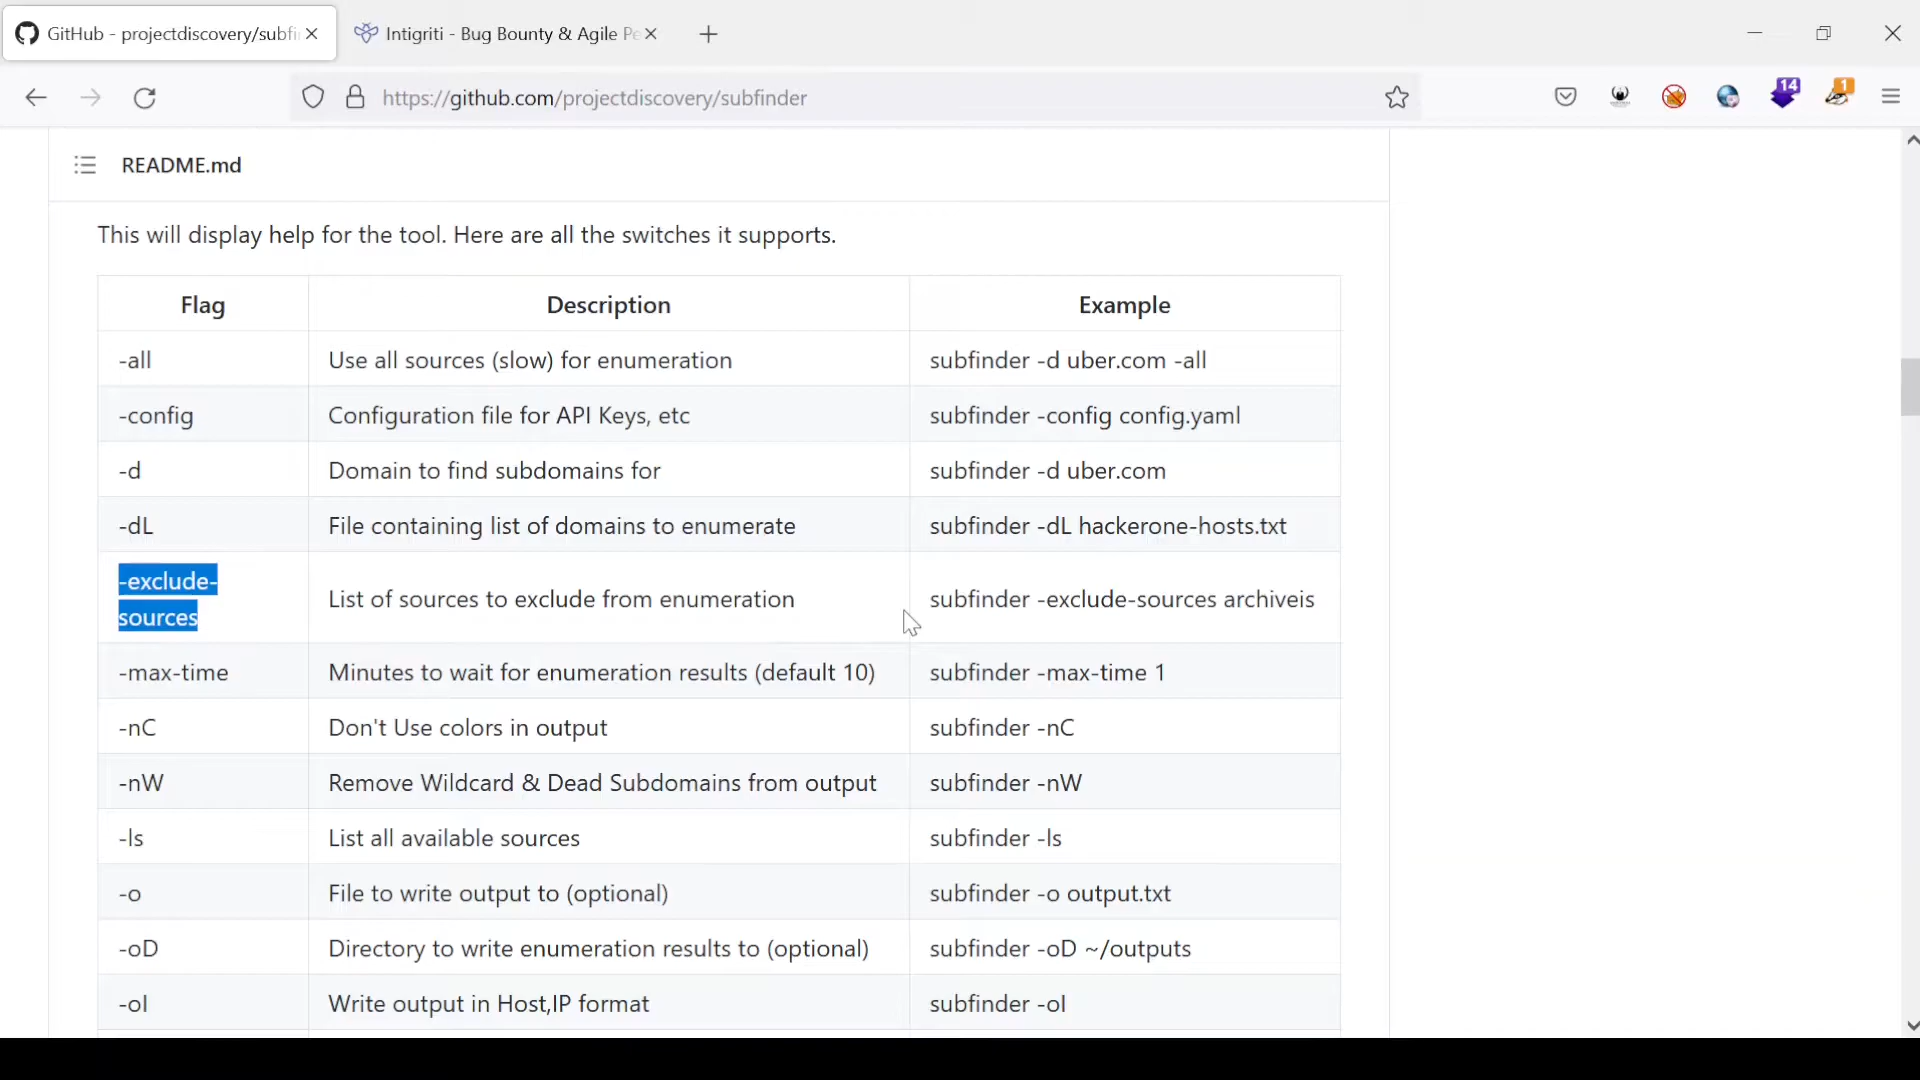 GitHub - projectdiscovery/subfi
Intigriti - Bug Bounty & Agile Pe
https://github.com/projectdiscovery/subfinder
14
1
README.md
This will display help for the tool. Here are all the switches it supports.
Flag Description Example
-all Use all sources (slow) for enumeration subfinder -d uber.com -all
-config Configuration file for API Keys, etc subfinder -config config.yaml
-d Domain to find subdomains for subfinder -d uber.com
-dL File containing list of domains to enumerate subfinder -dL hackerone-hosts.txt
-exclude-
sources List of sources to exclude from enumeration subfinder -exclude-sources archiveis
-max-time Minutes to wait for enumeration results (default 10) subfinder -max-time 1
-nC Don't Use colors in output subfinder -nC
-nW Remove Wildcard & Dead Subdomains from output subfinder -nW
-ls List all available sources subfinder -ls
-o File to write output to (optional) subfinder -o output.txt
-oD Directory to write enumeration results to (optional) subfinder -oD ~/outputs
-oI Write output in Host,IP format subfinder -oI